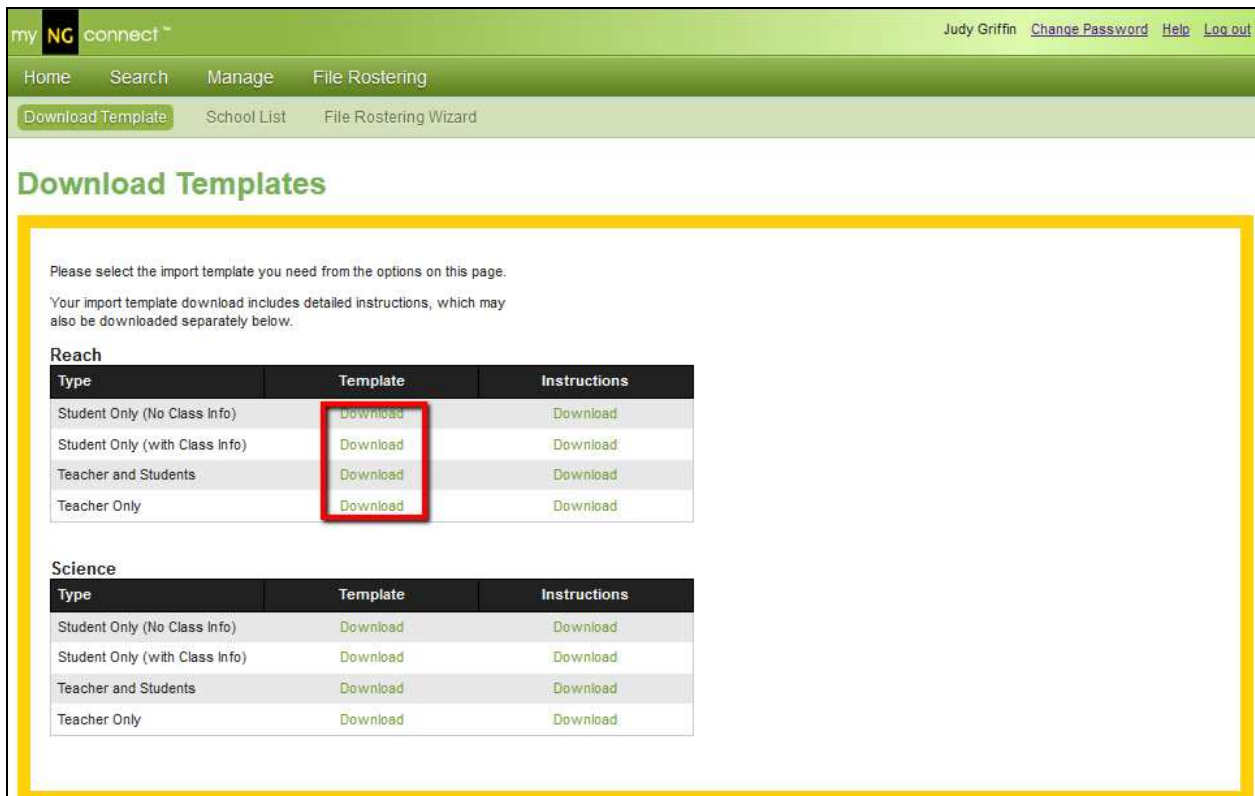 my NG connect™ Judy Griffin Change Password Help Log out
Home Search Manage File Rostering
Download Template School List File Rostering Wizard
Download Templates
Please select the import template you need from the options on this page.
Your import template download includes detailed instructions, which may
also be downloaded separately below.
Reach
Type Template Instructions
Student Only (No Class Info) Download Download
Student Only (with Class Info) Download Download
Teacher and Students Download Download
Teacher Only Download Download
Science
Type Template Instructions
Student Only (No Class Info) Download Download
Student Only (with Class Info) Download Download
Teacher and Students Download Download
Teacher Only Download Download